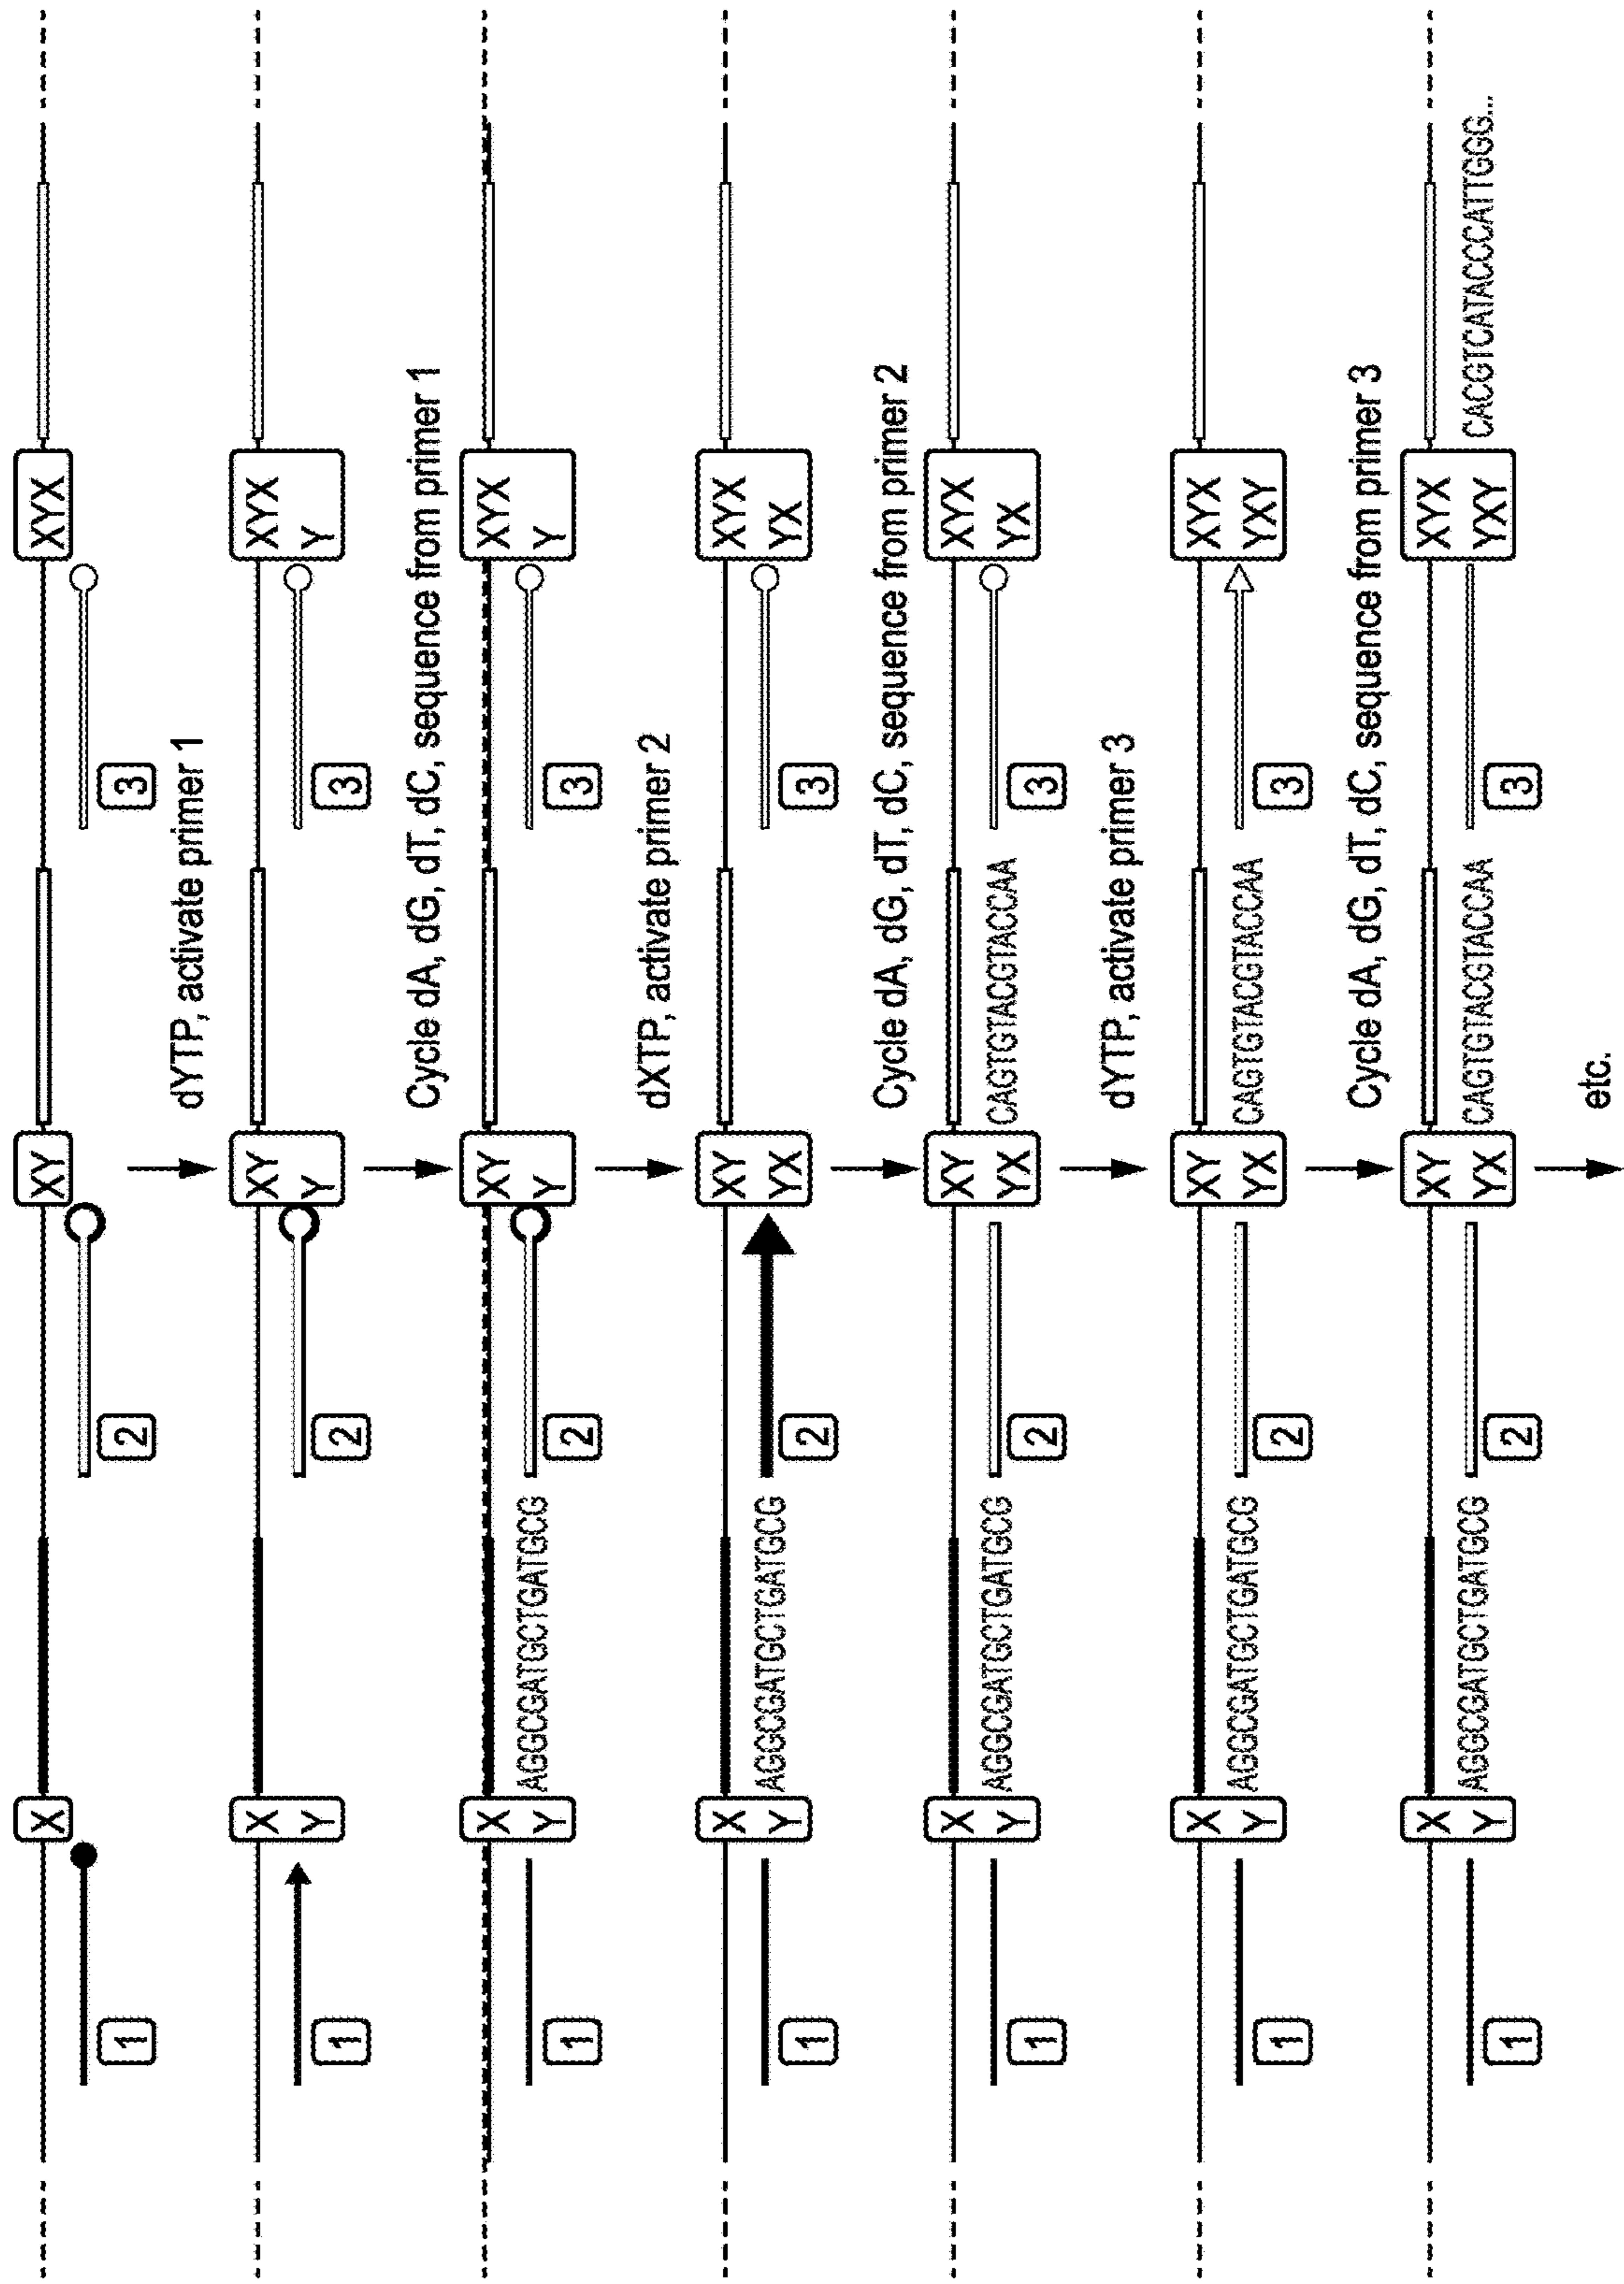 X XY XYX
1 2 3
dYTP, activate primer 1
X XY XYX
Y Y Y
1 2 3
Cycle dA, dG, dT, dC, sequence from primer 1
X XY XYX
Y AGGCGATGCTGATGCG Y Y
1 2 3
dXTP, activate primer 2
X XY XYX
Y AGGCGATGCTGATGCG YX YX
1 2 3
Cycle dA, dG, dT, dC, sequence from primer 2
X XY XYX
Y AGGCGATGCTGATGCG YX CAGTGTACGTACCAA YX
1 2 3
dYTP, activate primer 3
X XY XYX
Y AGGCGATGCTGATGCG YX CAGTGTACGTACCAA YXY
1 2 3
Cycle dA, dG, dT, dC, sequence from primer 3
X XY XYX
Y AGGCGATGCTGATGCG YX CAGTGTACGTACCAA YXY CACGTCATACCCATTGGG...
1 2 3
etc.